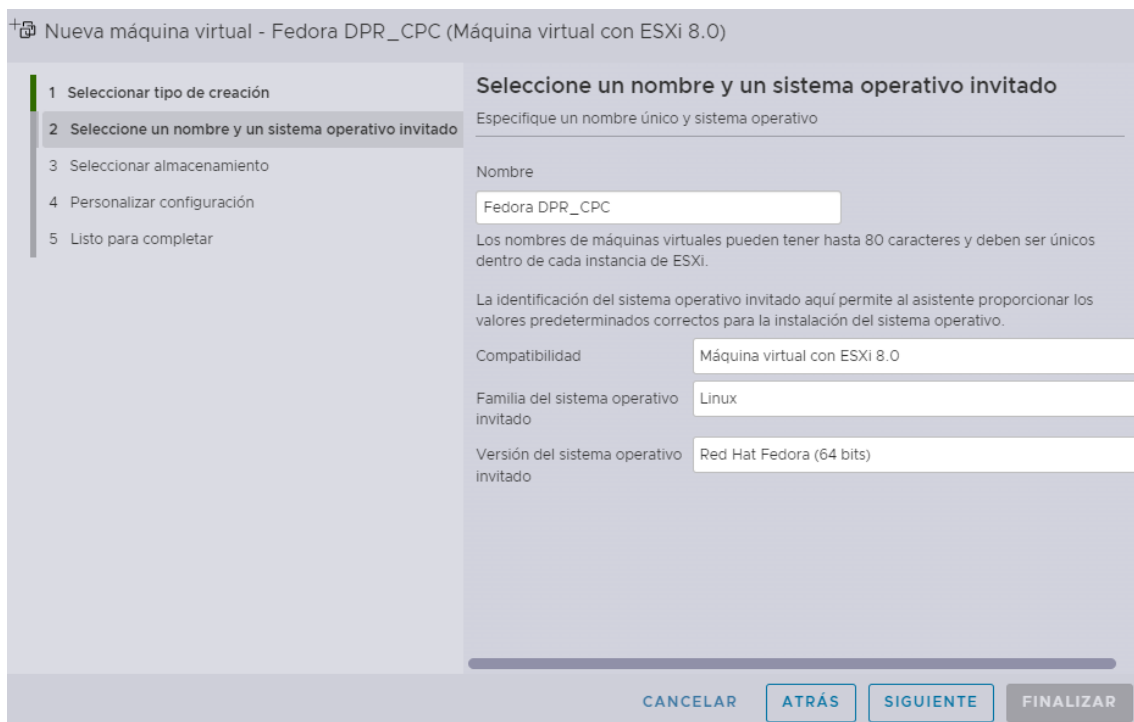 Nueva máquina virtual - Fedora DPR_CPC (Máquina virtual con ESXi 8.0)
1 Seleccionar tipo de creación
2 Seleccione un nombre y un sistema operativo invitado
3 Seleccionar almacenamiento
4 Personalizar configuración
5 Listo para completar
Seleccione un nombre y un sistema operativo invitado
Especifique un nombre único y sistema operativo
Nombre
Fedora DPR_CPC
Los nombres de máquinas virtuales pueden tener hasta 80 caracteres y deben ser únicos
dentro de cada instancia de ESXi.
La identificación del sistema operativo invitado aquí permite al asistente proporcionar los
valores predeterminados correctos para la instalación del sistema operativo.
Compatibilidad
Máquina virtual con ESXi 8.0
Familia del sistema operativo
invitado
Linux
Versión del sistema operativo
invitado
Red Hat Fedora (64 bits)
CANCELAR
ATRÁS
SIGUIENTE
FINALIZAR